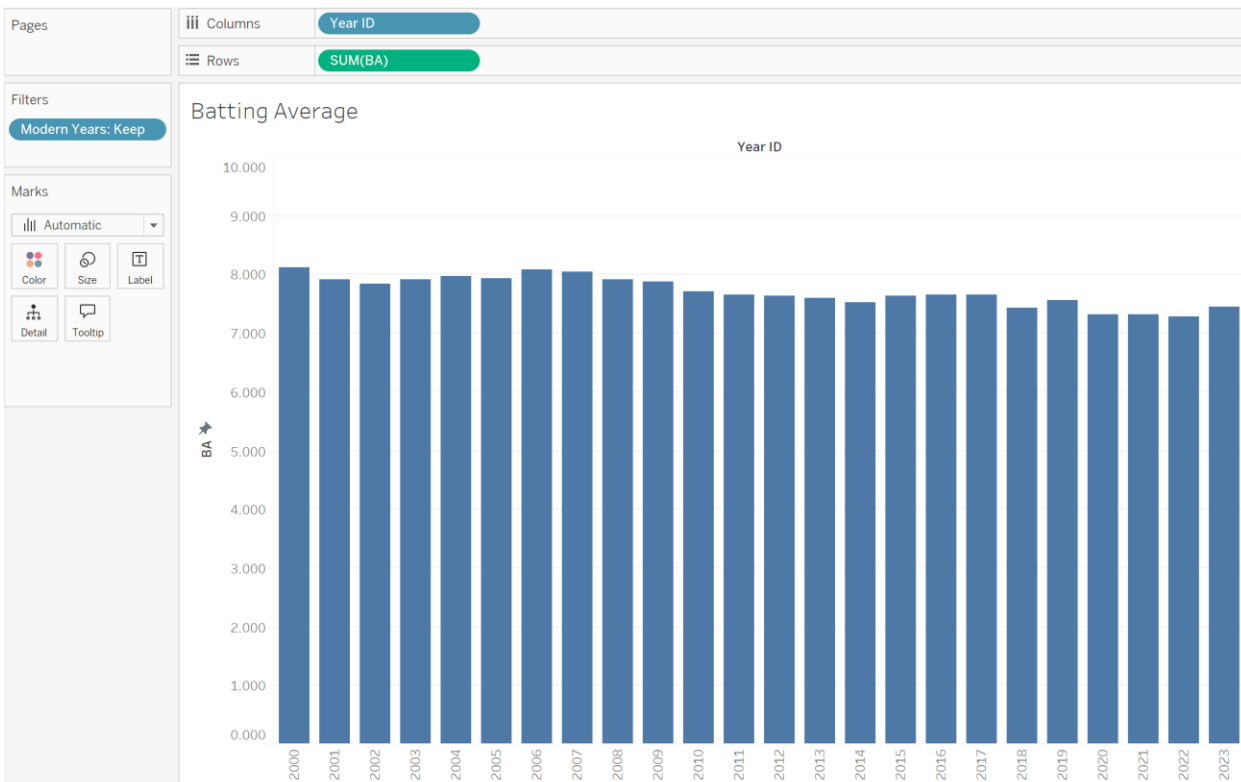 Pages
Columns
Year ID
Rows
SUM(BA)
Filters
Modern Years: Keep
Marks
Automatic
Color
Size
Label
Detail
Tooltip
Batting Average
Year ID
10.000
9.000
8.000
7.000
6.000
5.000
4.000
3.000
2.000
1.000
0.000
BA
2000
2001
2002
2003
2004
2005
2006
2007
2008
2009
2010
2011
2012
2013
2014
2015
2016
2017
2018
2019
2020
2021
2022
2023